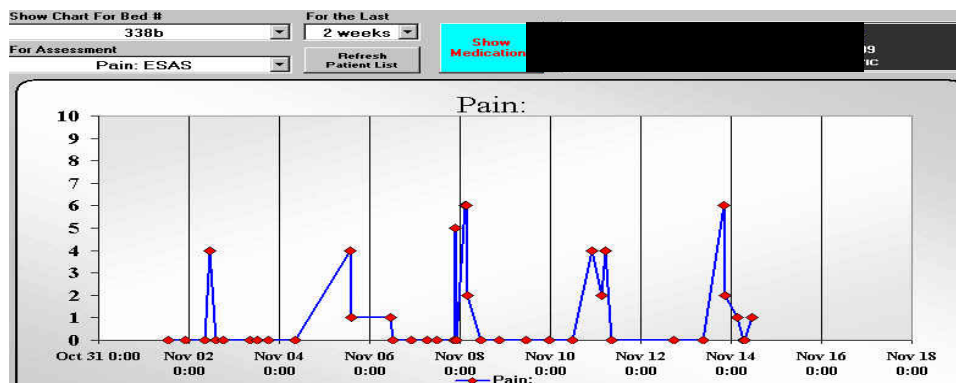 Show Chart For Bed #
338b
For the Last
2 weeks
For Assessment
Pain: ESAS
Refresh
Patient List
Show
Medication
09
TIC
Pain:
10
9
8
7
6
5
4
3
2
1
0
Oct 31 0:00
Nov 02
0:00
Nov 04
0:00
Nov 06
0:00
Nov 08
0:00
Nov 10
0:00
Nov 12
0:00
Nov 14
0:00
Nov 16
0:00
Nov 18
0:00
Pain: